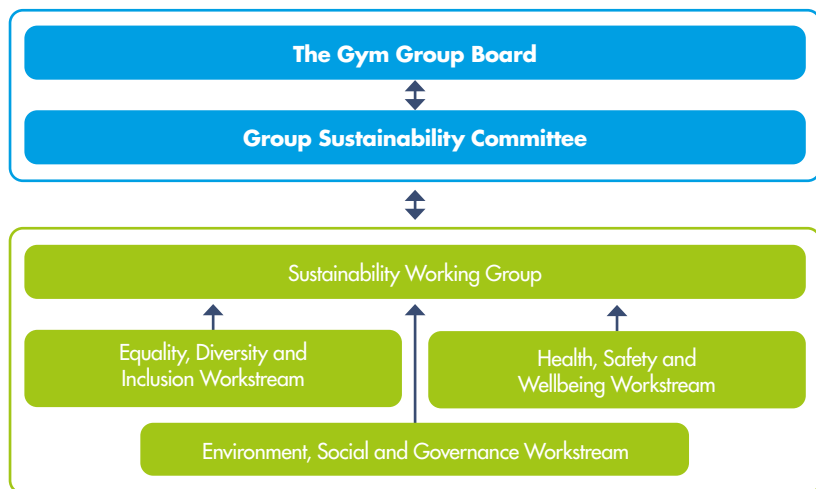 The Gym Group Board
Group Sustainability Committee
Sustainability Working Group
Equality, Diversity and
Inclusion Workstream
Health, Safety and
Wellbeing Workstream
Environment, Social and Governance Workstream